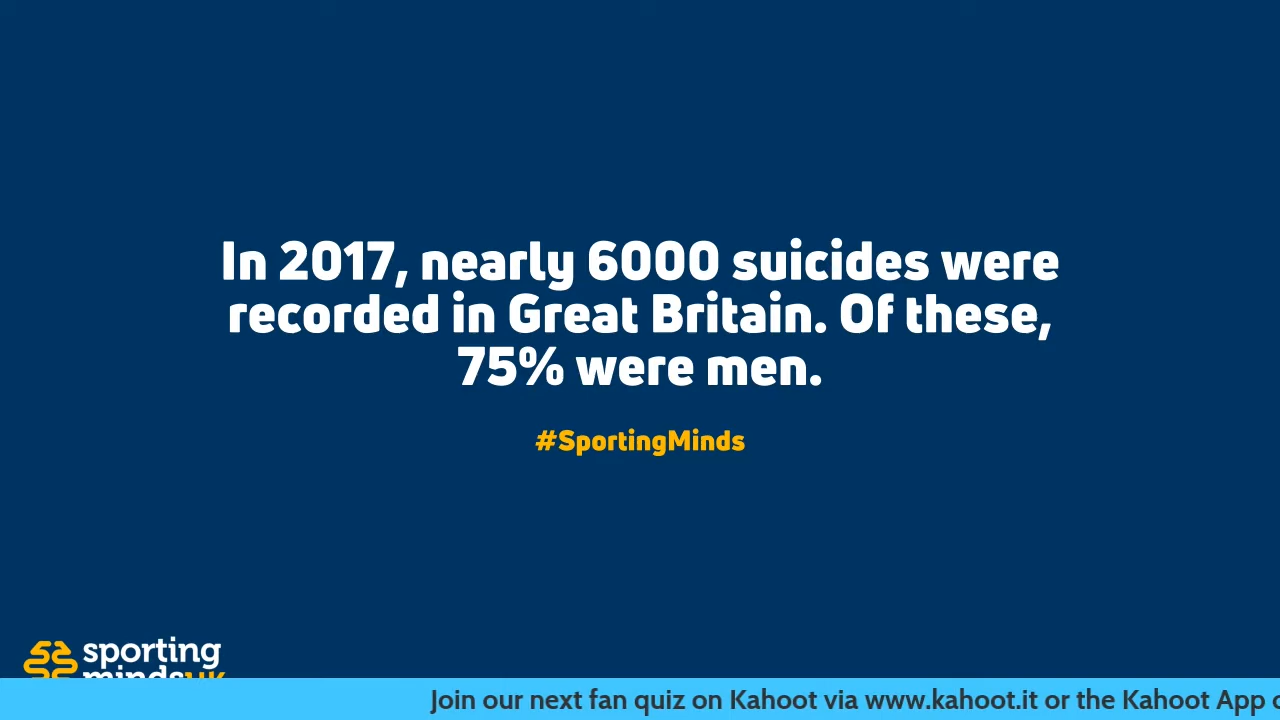 In 2017, nearly 6000 suicides were
recorded in Great Britain. Of these,
75% were men.
#SportingMinds
sporting
mindsuk
Join our next fan quiz on Kahoot via www.kahoot.it or the Kahoot App